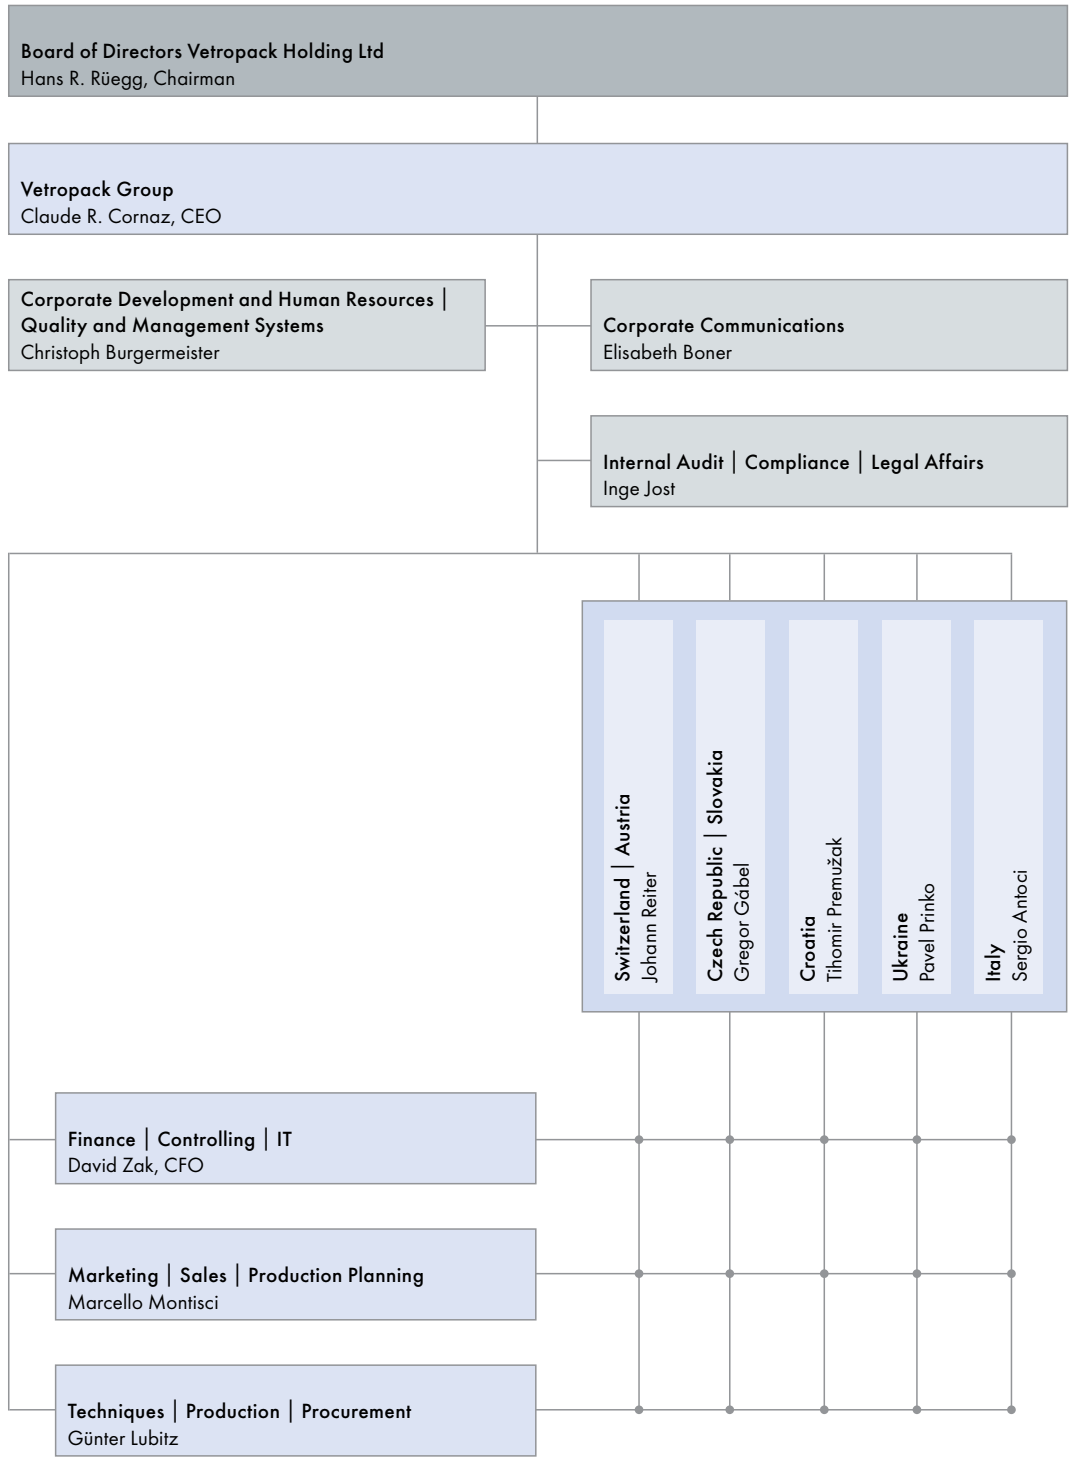 Board of Directors Vetropack Holding Ltd
Hans R. Rüegg, Chairman
Vetropack Group
Claude R. Cornaz, CEO
Corporate Development and Human Resources |
Quality and Management Systems
Christoph Burgermeister
Corporate Communications
Elisabeth Boner
Internal Audit | Compliance | Legal Affairs
Inge Jost
Switzerland | Austria
Johann Reiter
Czech Republic | Slovakia
Gregor Gábel
Croatia
Tihomir Premužak
Ukraine
Pavel Prinko
Italy
Sergio Antoci
Finance | Controlling | IT
David Zak, CFO
Marketing | Sales | Production Planning
Marcello Montisci
Techniques | Production | Procurement
Günter Lubitz